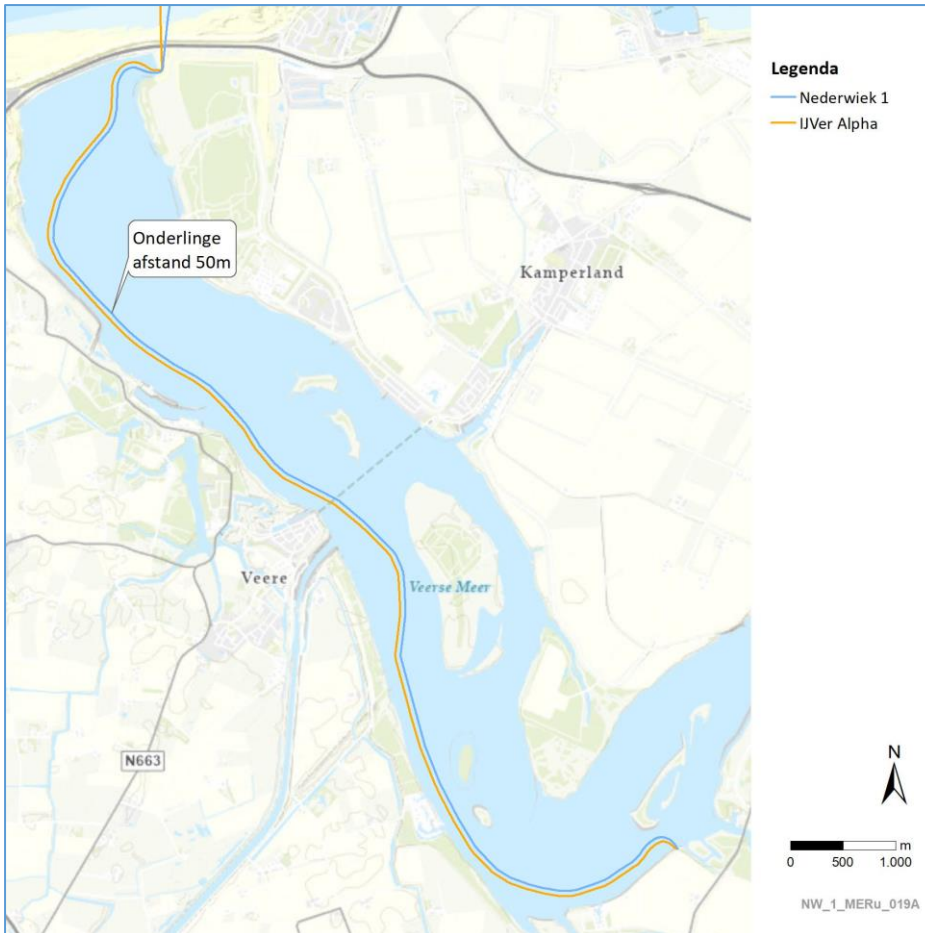 Legenda
Nederwiek 1
IJVer Alpha
Onderlinge
afstand 50m
Kamperland
Veere
Veerse Meer
N663
N
m
0 500 1.000
NW_1_MERu_019A